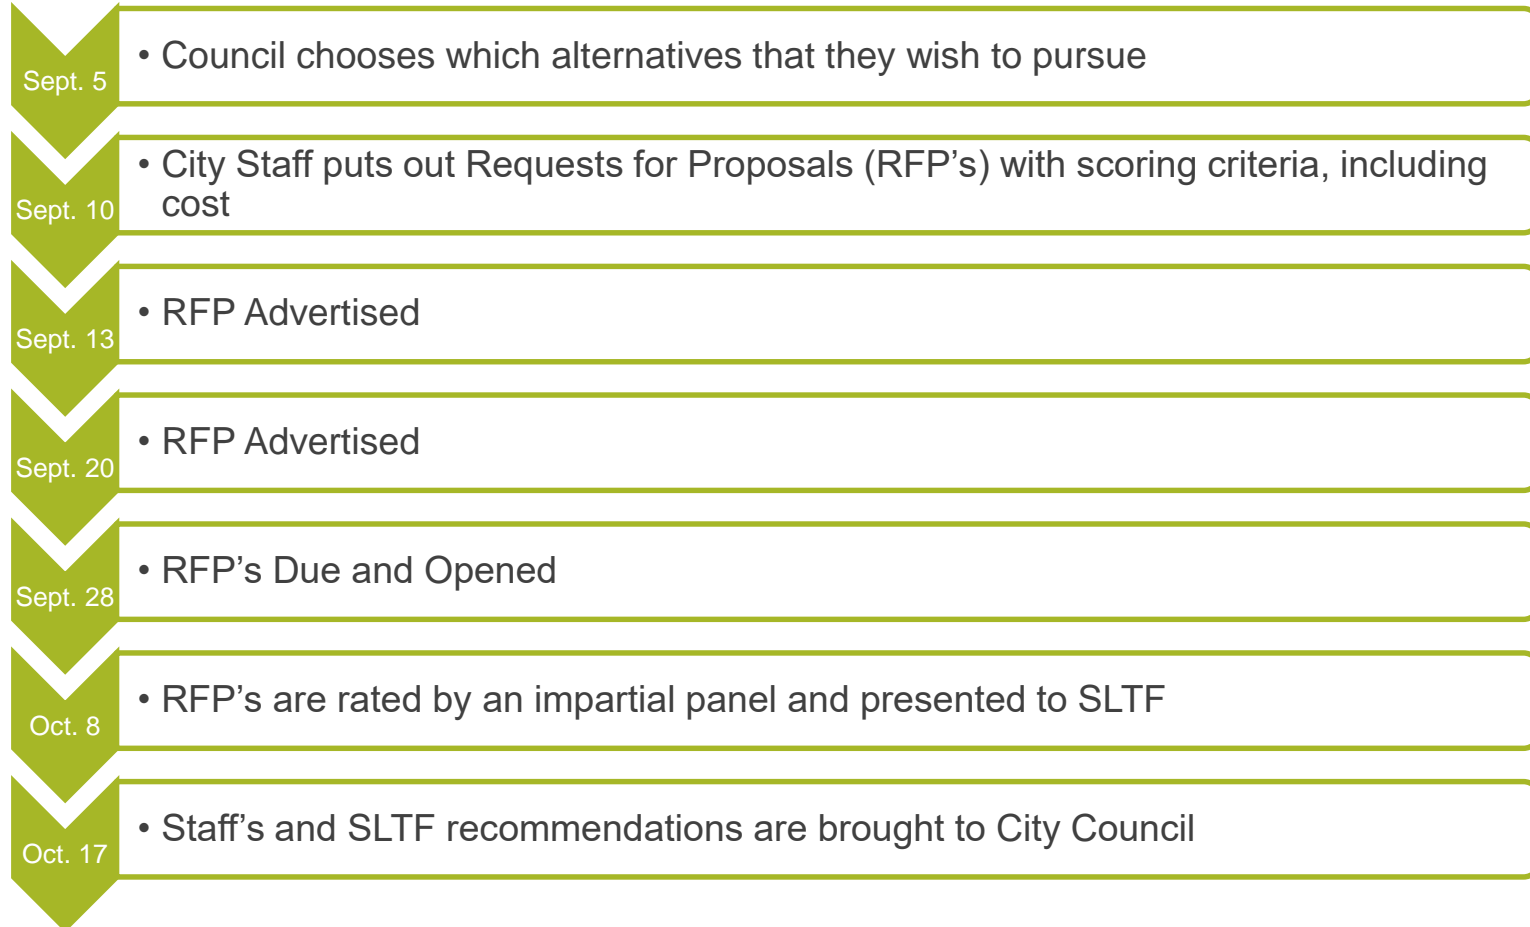 Sept. 5
• Council chooses which alternatives that they wish to pursue
Sept. 10
• City Staff puts out Requests for Proposals (RFP’s) with scoring criteria, including
cost
Sept. 13
• RFP Advertised
Sept. 20
• RFP Advertised
Sept. 28
• RFP’s Due and Opened
Oct. 8
• RFP’s are rated by an impartial panel and presented to SLTF
Oct. 17
• Staff’s and SLTF recommendations are brought to City Council